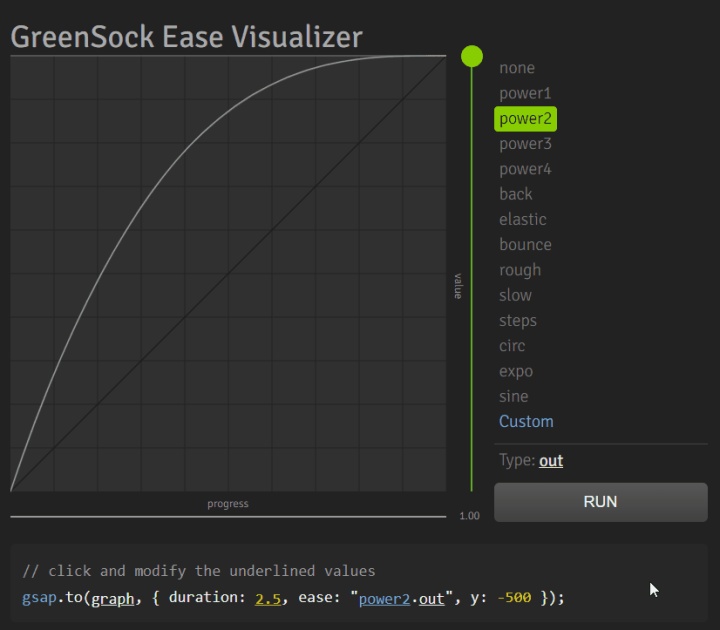 GreenSock Ease Visualizer
none
power1
power2
power3
power4
back
elastic
bounce
rough
slow
steps
circ
expo
sine
Custom
Type: out
RUN
value
progress
1.00
// click and modify the underlined values
gsap.to(graph, { duration: 2.5, ease: "power2.out", y: -500 });